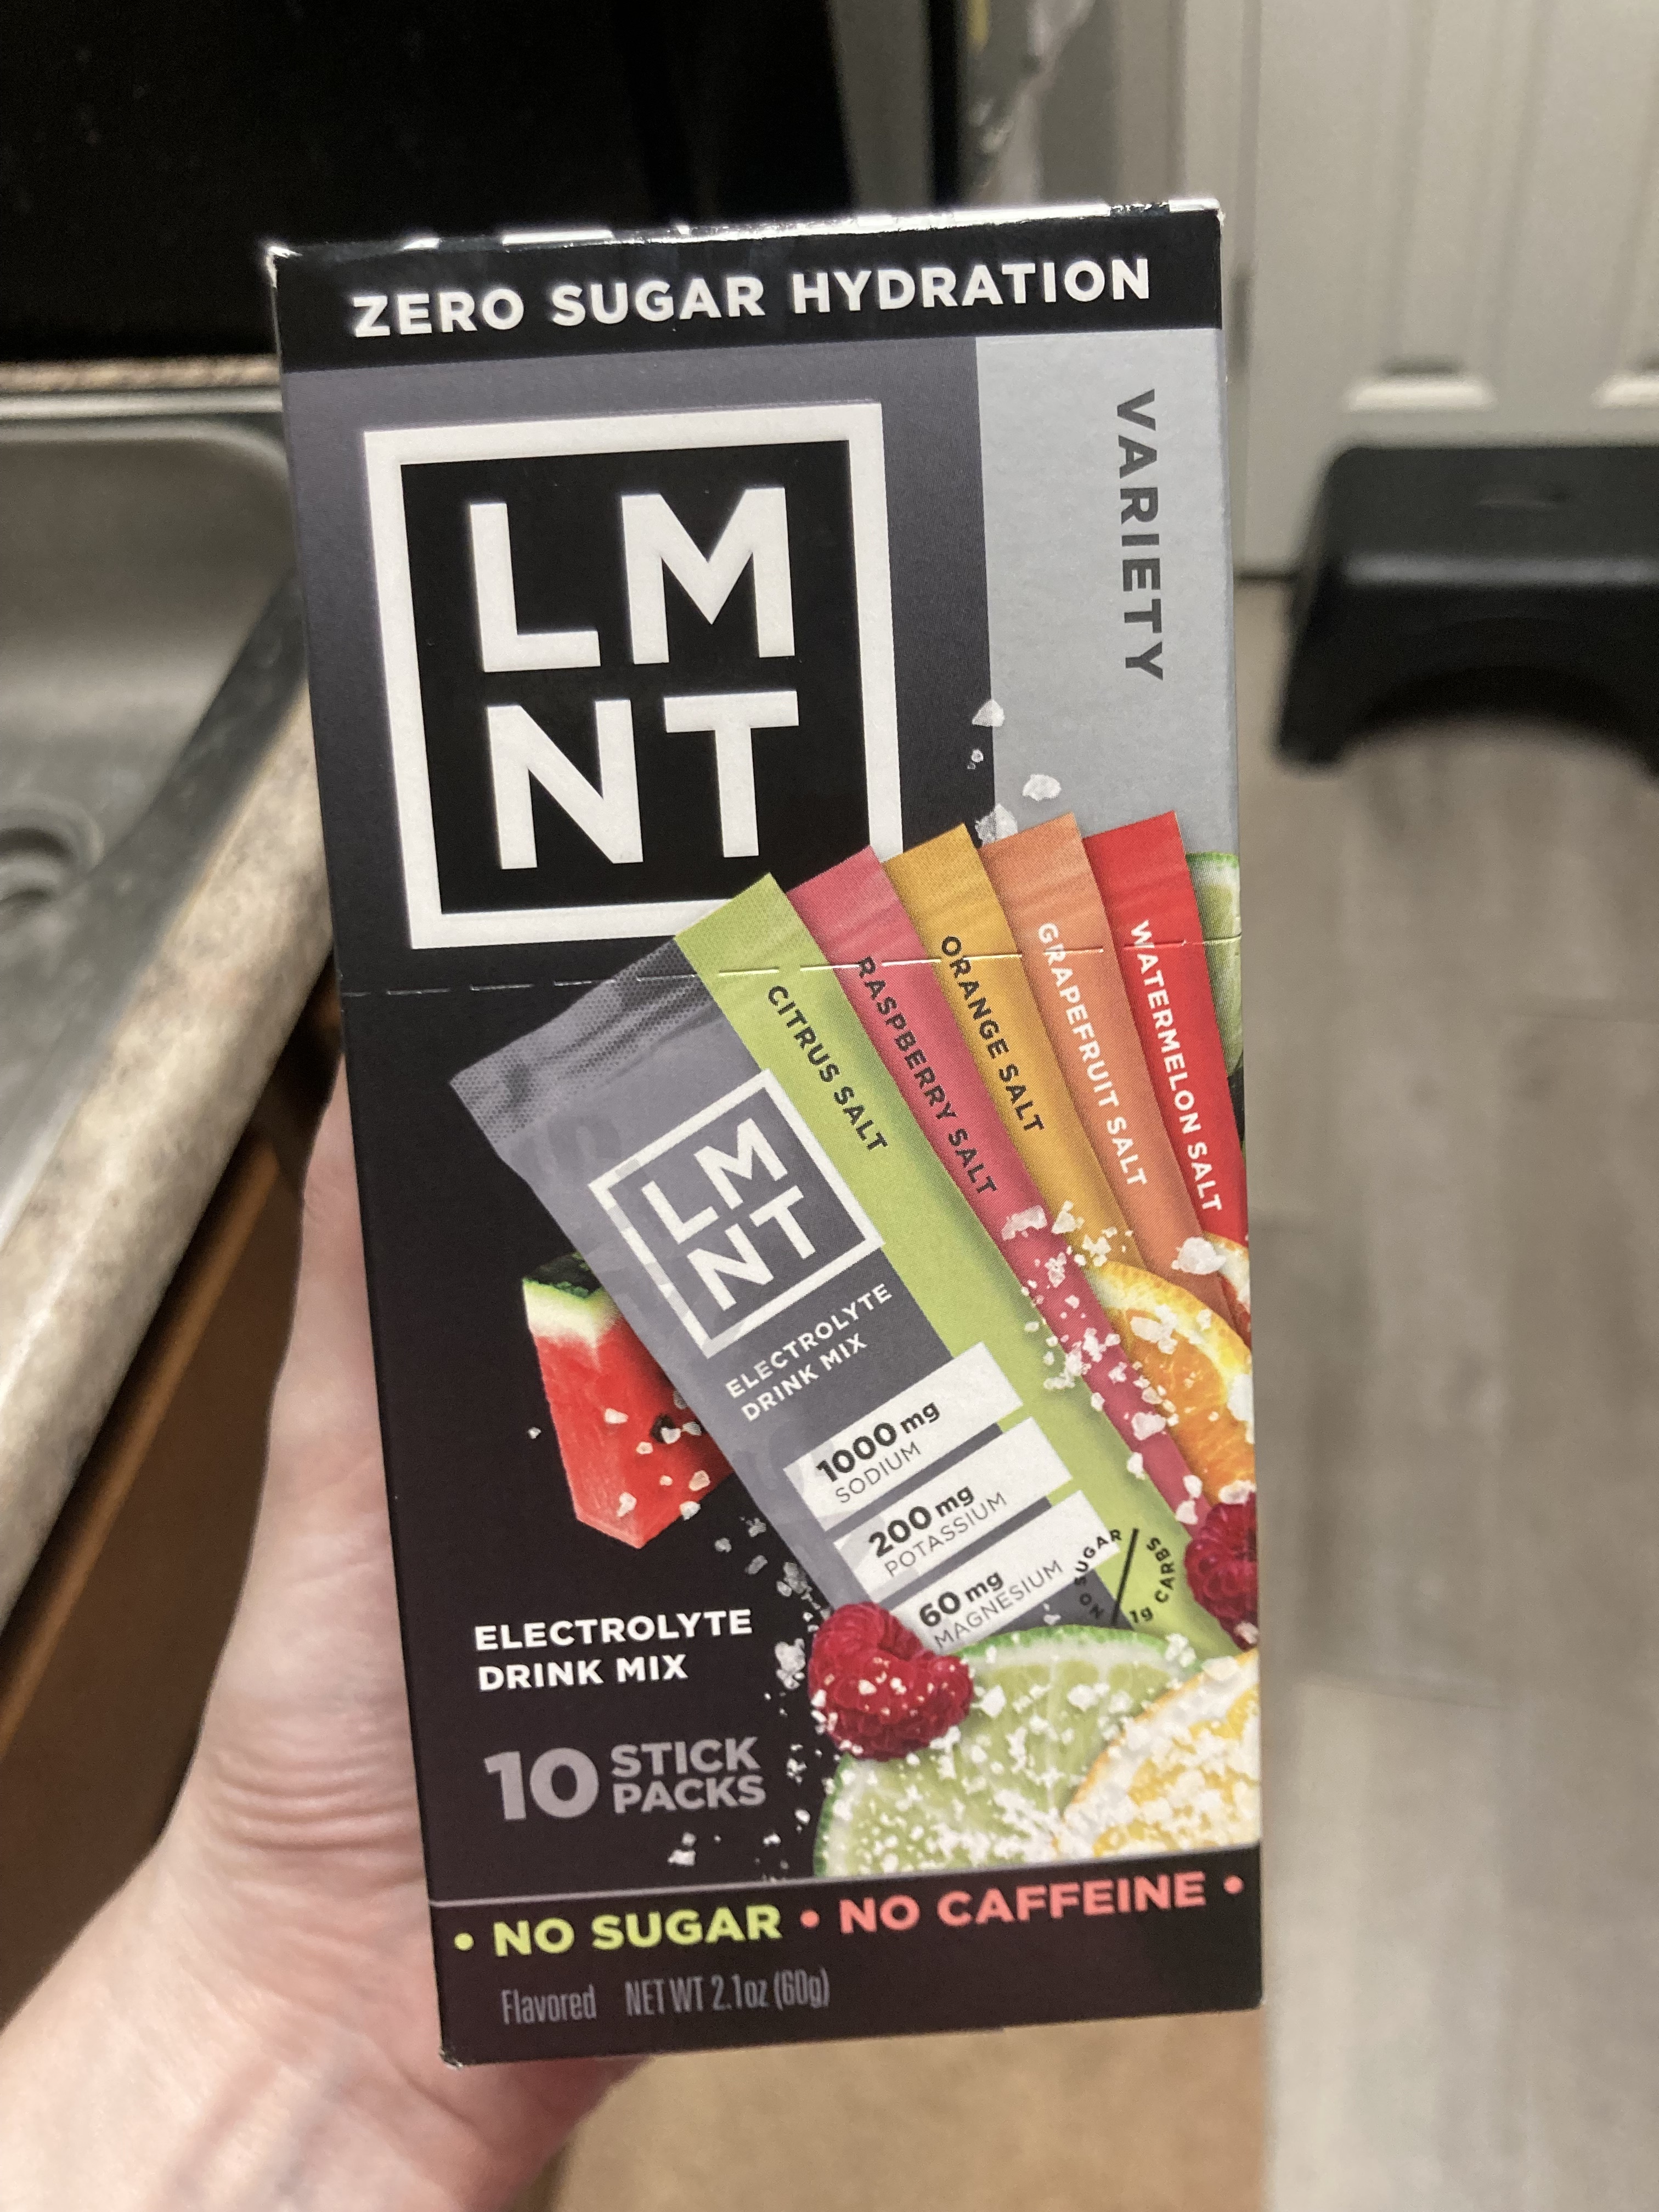 ZERO SUGAR HYDRATION
VARIETY
LM
NT
CITRUS SALT
RASPBERRY SALT
ORANGE SALT
GRAPEFRUIT SALT
WATERMELON SALT
LM
NT
ELECTROLYTE
DRINK MIX
1000 mg
SODIUM
200 mg
POTASSIUM
60 mg
MAGNESIUM
NO SUGAR
1g CARBS
ELECTROLYTE
DRINK MIX
10 STICK
PACKS
• NO SUGAR • NO CAFFEINE •
Flavored NET WT 2.1oz (60g)